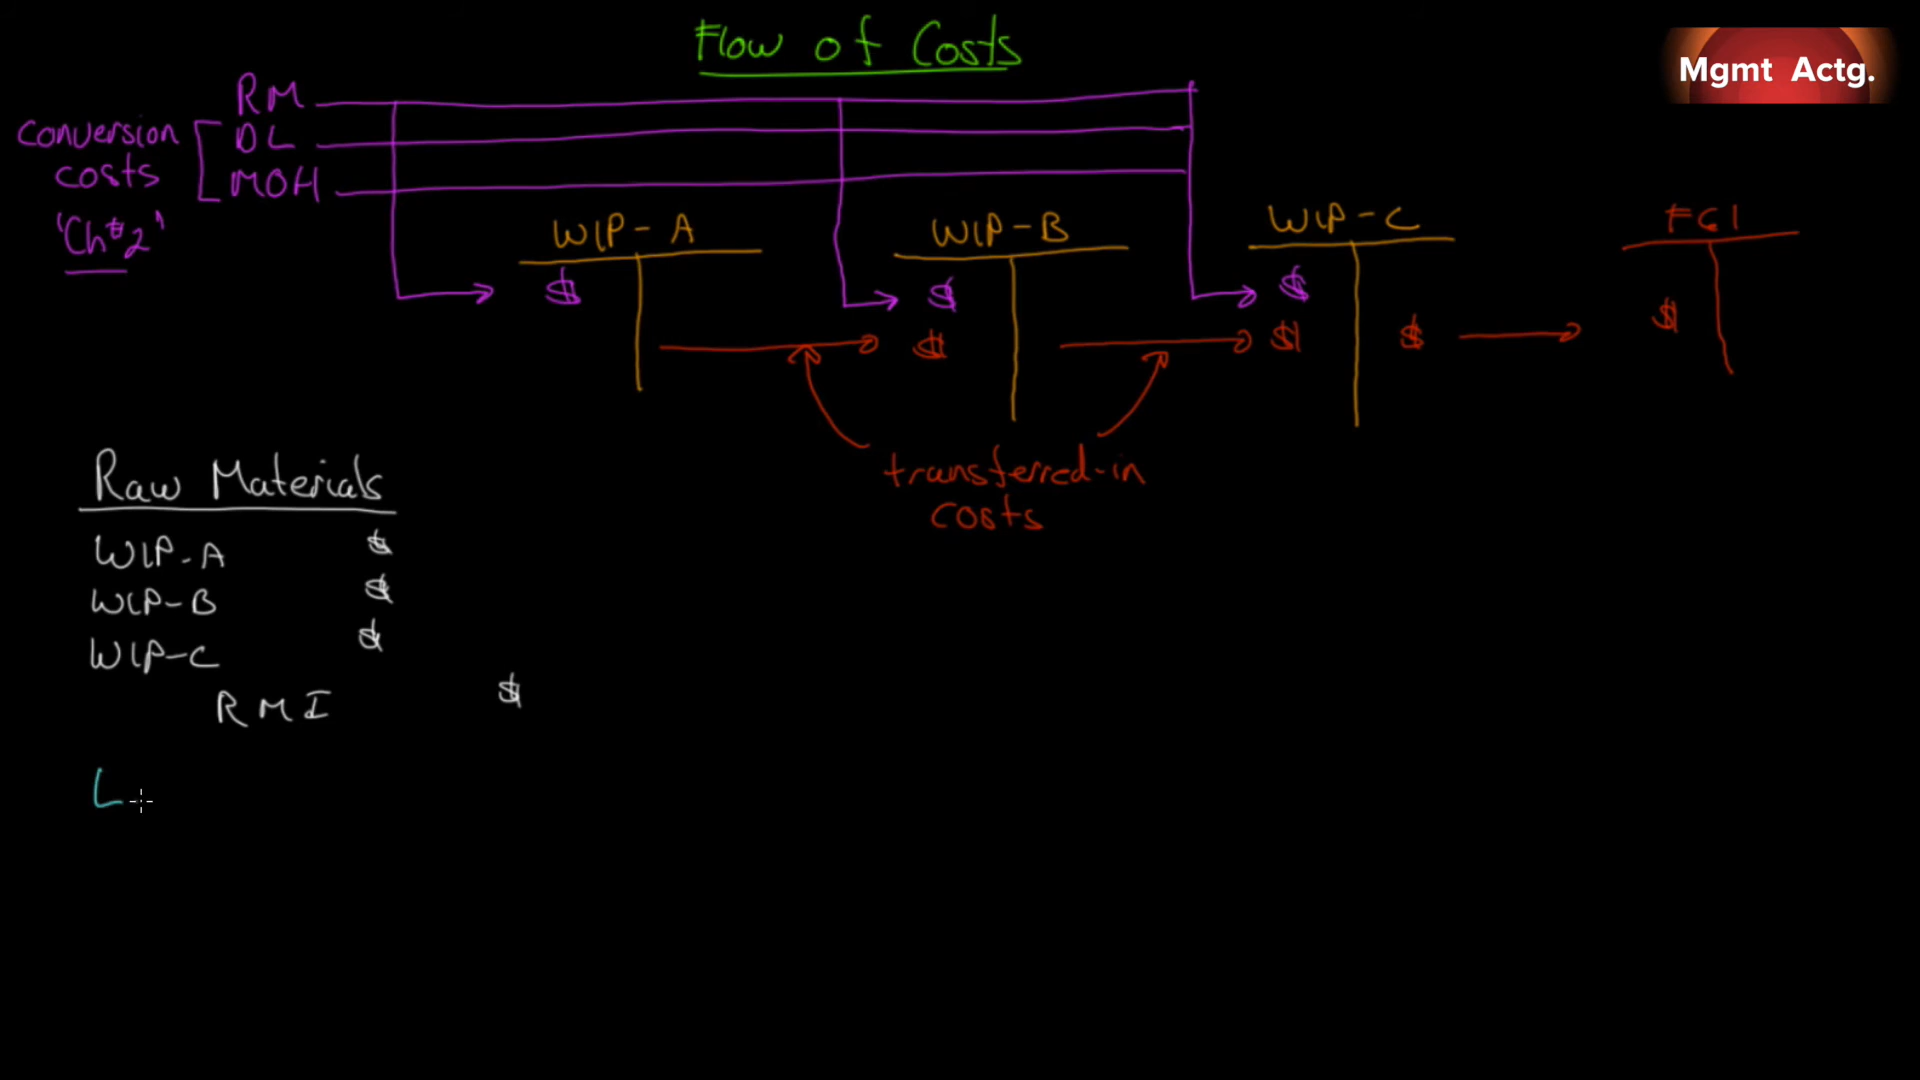 Flow of Costs
Mgmt Actg.
RM
DL
MOH
Conversion
costs
'Ch#2'
WIP-A
WIP-B
WIP-C
FGI
$ $ $
$ $ $ $
transferred-in
costs
Raw Materials
WIP-A $
WIP-B $
WIP-C $
RMI $
L